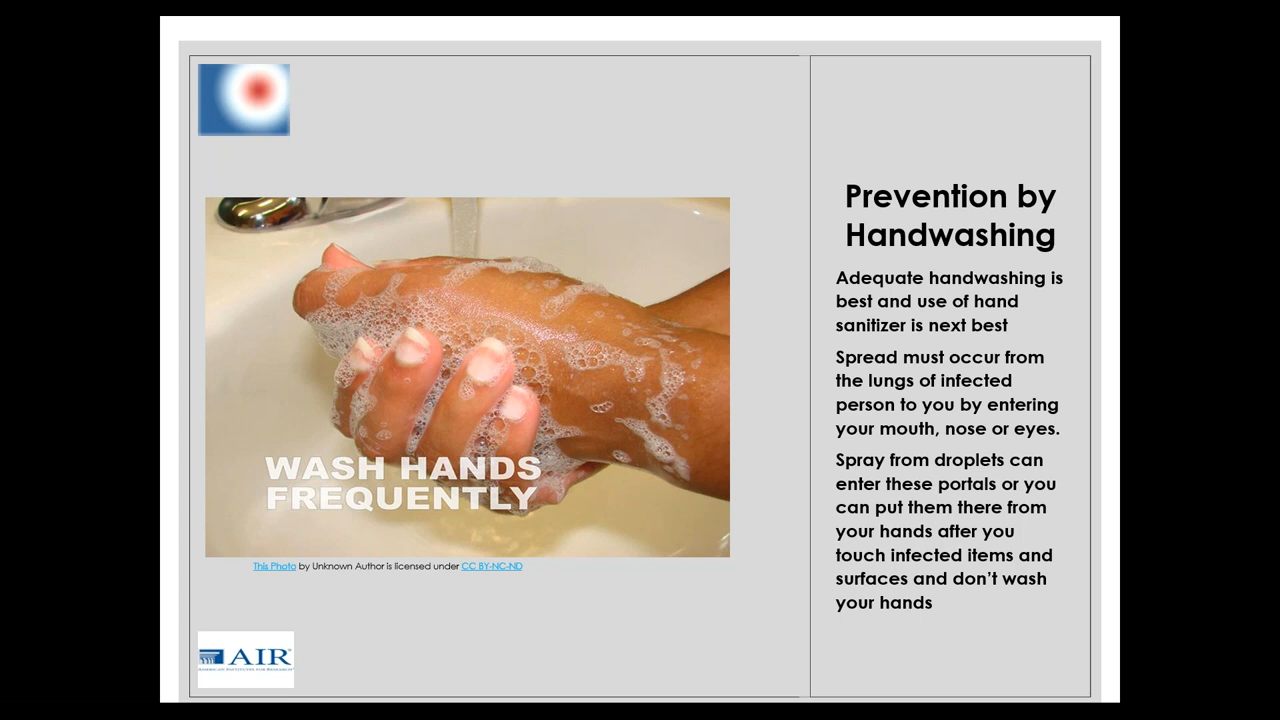 WASH HANDS
FREQUENTLY
This Photo by Unknown Author is licensed under CC BY-NC-ND
AIR®
AMERICAN INSTITUTES FOR RESEARCH®
Prevention by
Handwashing
Adequate handwashing is
best and use of hand
sanitizer is next best
Spread must occur from
the lungs of infected
person to you by entering
your mouth, nose or eyes.
Spray from droplets can
enter these portals or you
can put them there from
your hands after you
touch infected items and
surfaces and don’t wash
your hands